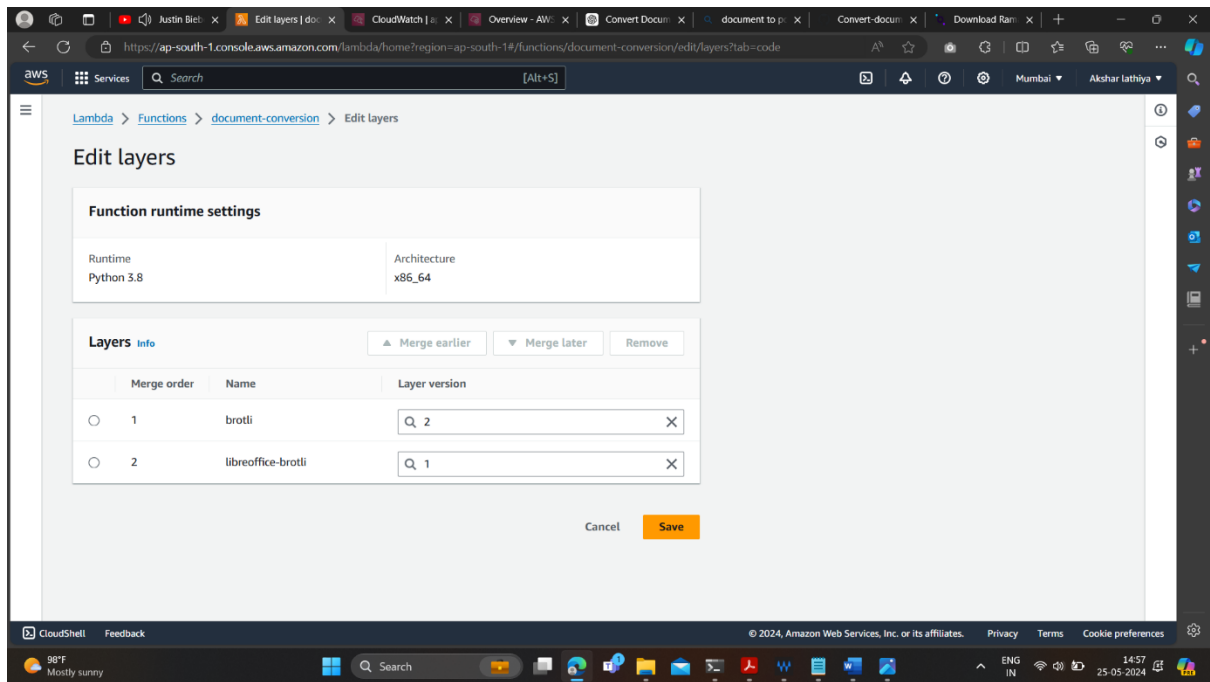 Justin Bieb
Edit layers | doc
CloudWatch | a
Overview - AWS
Convert Docum
document to p
Convert-docum
Download Ram
https://ap-south-1.console.aws.amazon.com/lambda/home?region=ap-south-1#/functions/document-conversion/edit/layers?tab=code
aws
Services
Search
[Alt+S]
Mumbai
Akshar lathiya
Lambda > Functions > document-conversion > Edit layers
Edit layers
Function runtime settings
Runtime
Architecture
Python 3.8
x86_64
Layers Info
Merge earlier
Merge later
Remove
Merge order
Name
Layer version
1
brotli
2
2
libreoffice-brotli
1
Cancel
Save
CloudShell
Feedback
© 2024, Amazon Web Services, Inc. or its affiliates.
Privacy
Terms
Cookie preferences
98°F
Mostly sunny
Search
ENG
IN
14:57
25-05-2024